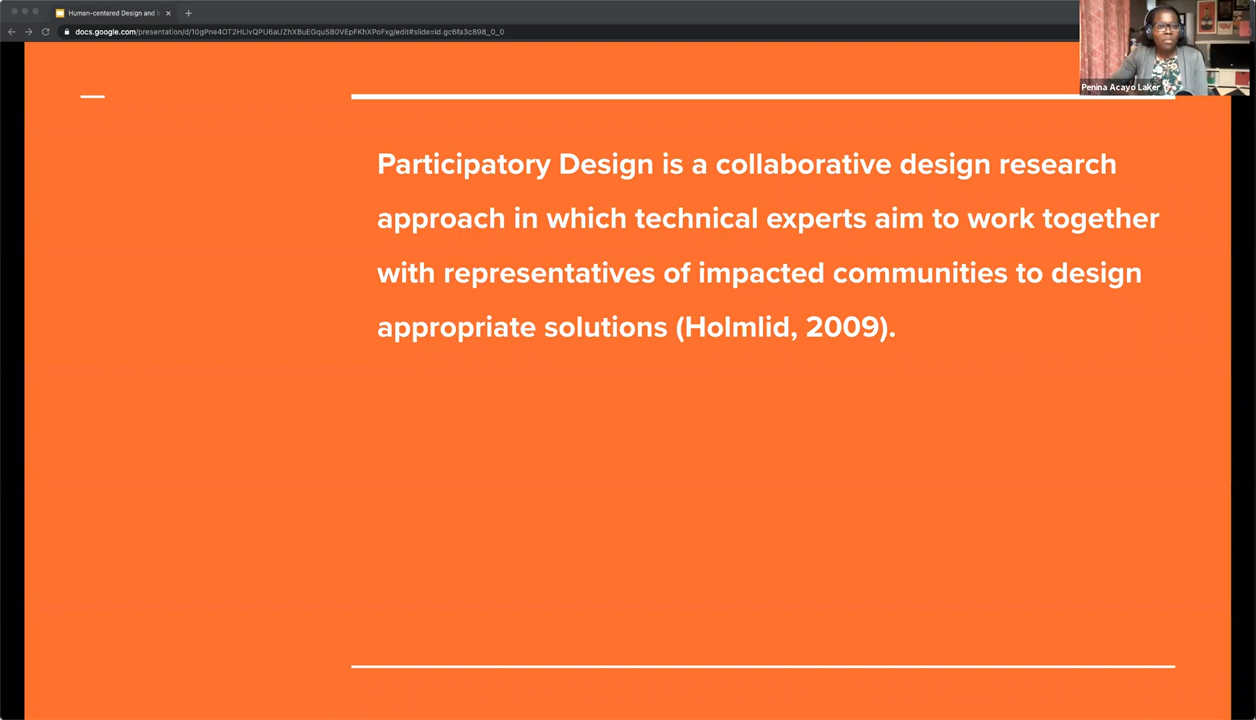 Human-centered Design and I
docs.google.com/presentation/d/10gPne4OT2HLivQPU6aUZhXBuEGquSB0VEpFKhXPoFxg/edit#slide=id.gc6fa3c898_0_0
Penina Acayo Laker
Participatory Design is a collaborative design research
approach in which technical experts aim to work together
with representatives of impacted communities to design
appropriate solutions (Holmlid, 2009).